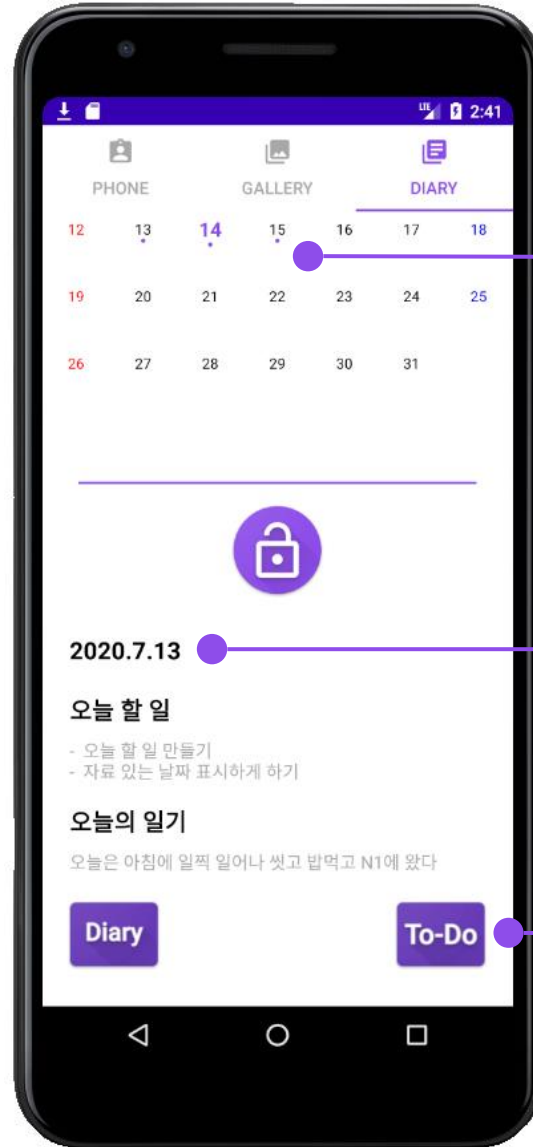 LTE 2:41
PHONE GALLERY DIARY
12 13 14 15 16 17 18
19 20 21 22 23 24 25
26 27 28 29 30 31
2020.7.13
오늘 할 일
- 오늘 할 일 만들기
- 자료 있는 날짜 표시하게 하기
오늘의 일기
오늘은 아침에 일찍 일어나 씻고 밥먹고 N1에 왔다
Diary To-Do